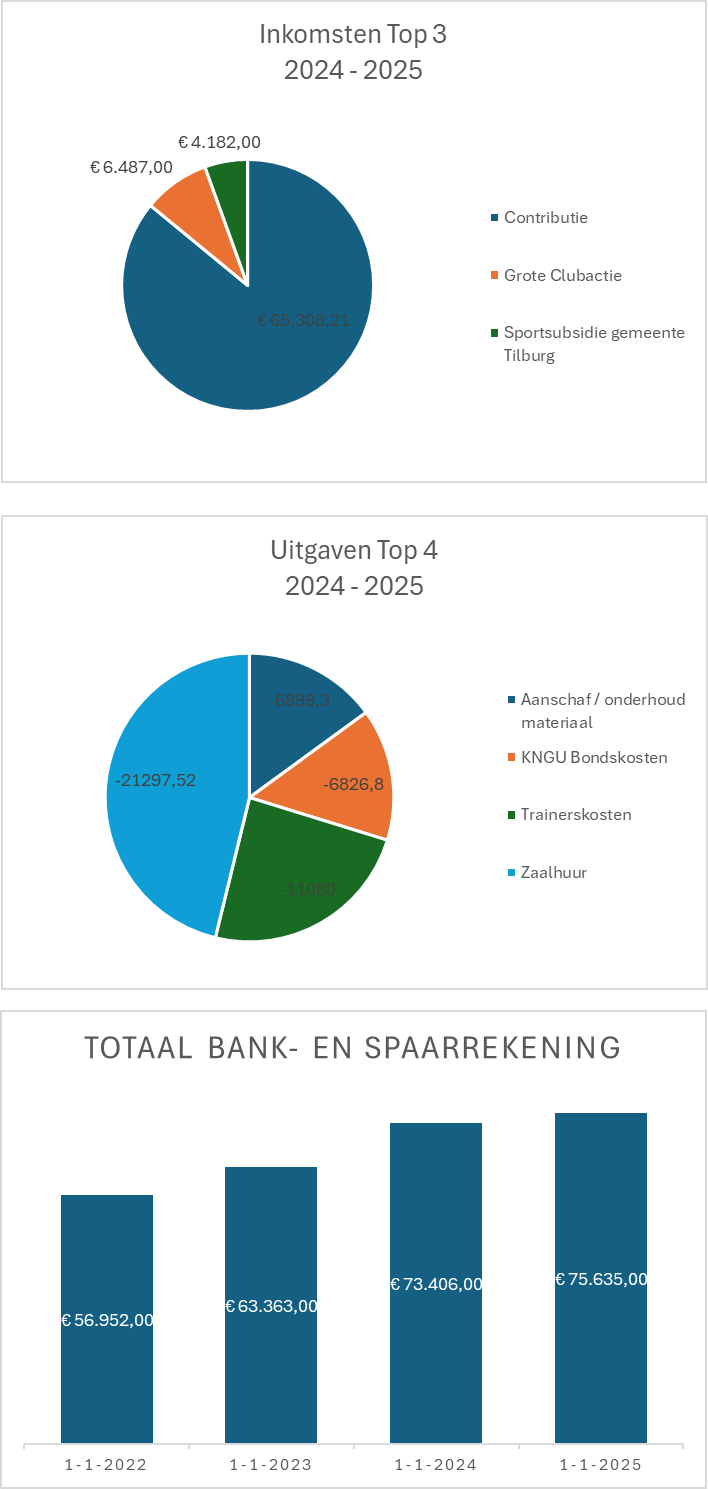 Inkomsten Top 3
2024 - 2025
€ 4.182,00
€ 6.487,00
€ 65.308,21
Contributie
Grote Clubactie
Sportsubsidie gemeente
Tilburg
Uitgaven Top 4
2024 - 2025
-6899,3
-6826,8
-11080
-21297,52
Aanschaf / onderhoud
materiaal
KNGU Bondskosten
Trainerskosten
Zaalhuur
TOTAAL BANK- EN SPAARREKENING
€ 56.952,00
€ 63.363,00
€ 73.406,00
€ 75.635,00
1-1-2022
1-1-2023
1-1-2024
1-1-2025